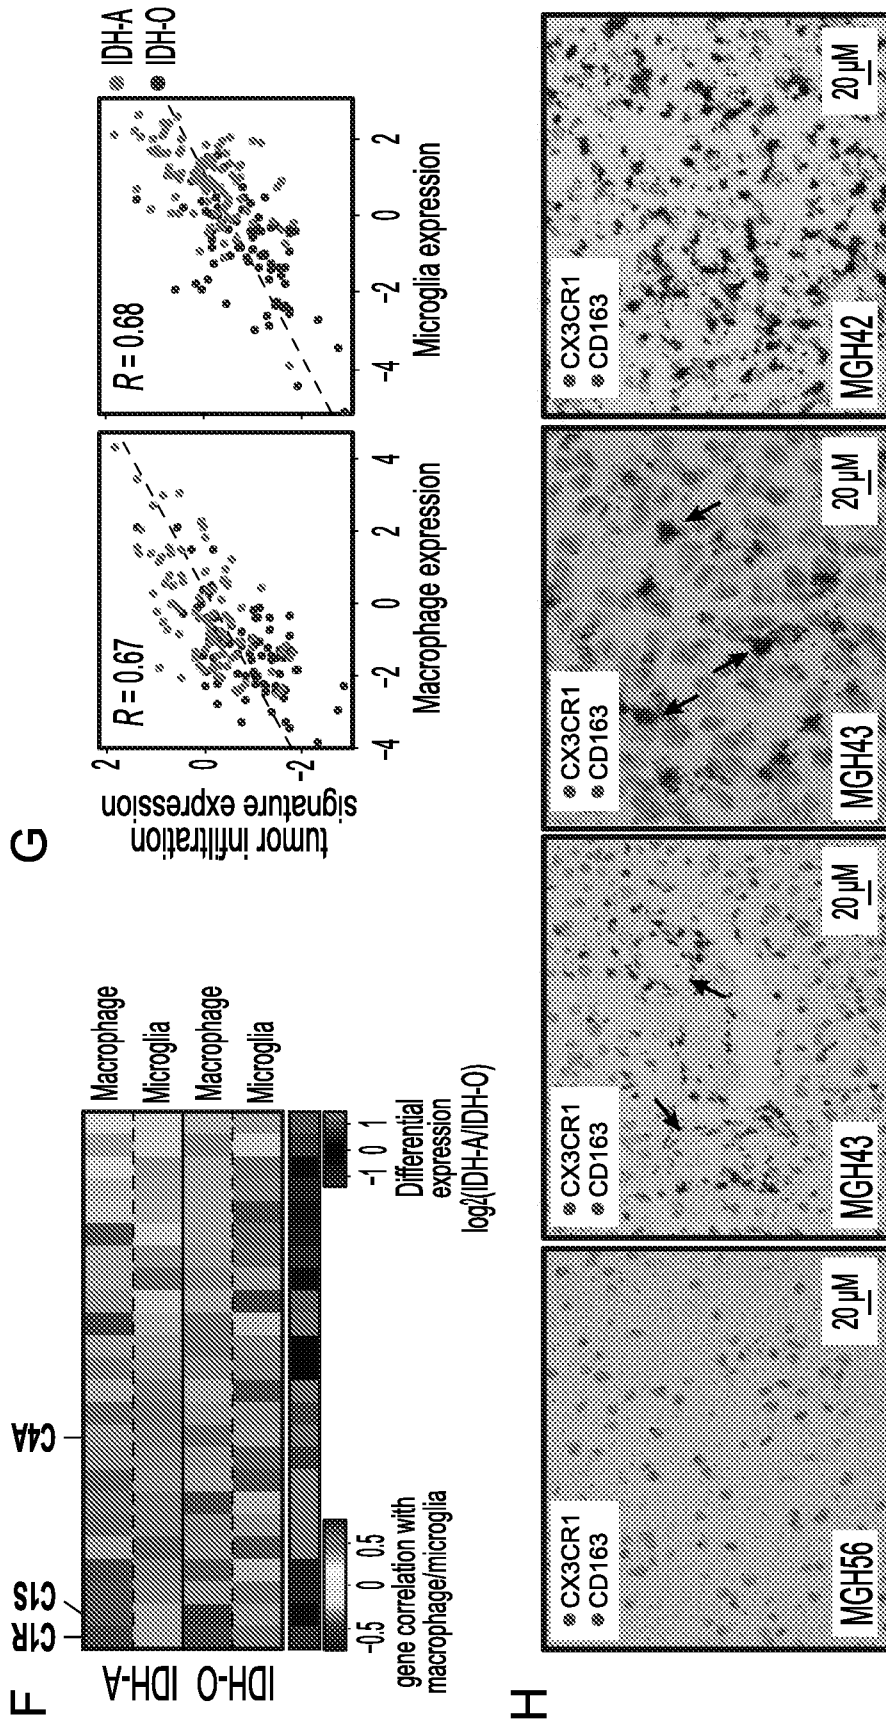 F
C1R
C1S
C4A
IDH-A
IDH-O
Macrophage
Microglia
Macrophage
Microglia
-0.5 0 0.5
gene correlation with
macrophage/microglia
-1 0 1
Differential
expression
log2(IDH-A/IDH-O)
G
tumor infiltration
signature expression
2
0
-2
R = 0.67
-4 -2 0 2 4
Macrophage expression
R = 0.68
-4 -2 0 2
Microglia expression
IDH-A
IDH-O
H
CX3CR1
CD163
MGH56
20 µM
CX3CR1
CD163
MGH43
20 µM
CX3CR1
CD163
MGH43
20 µM
CX3CR1
CD163
MGH42
20 µM